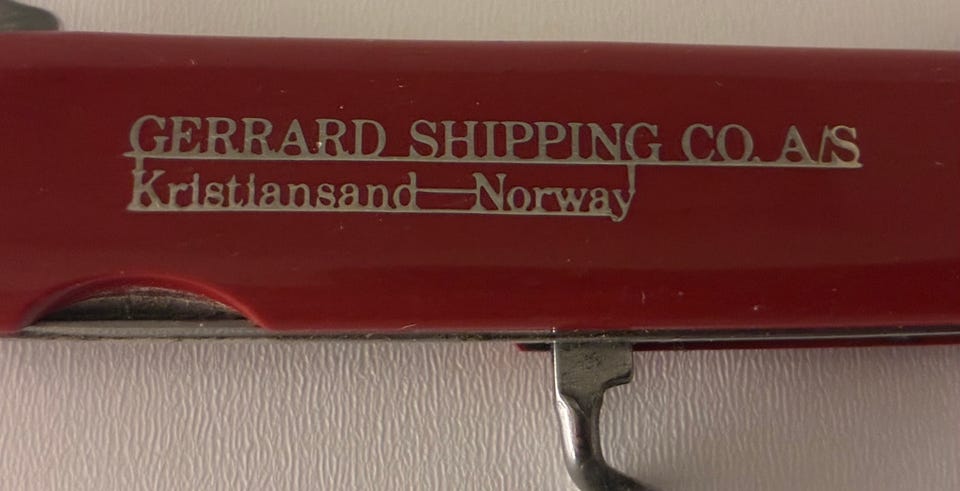 GERRARD SHIPPING CO. A/S
Kristiansand—Norway